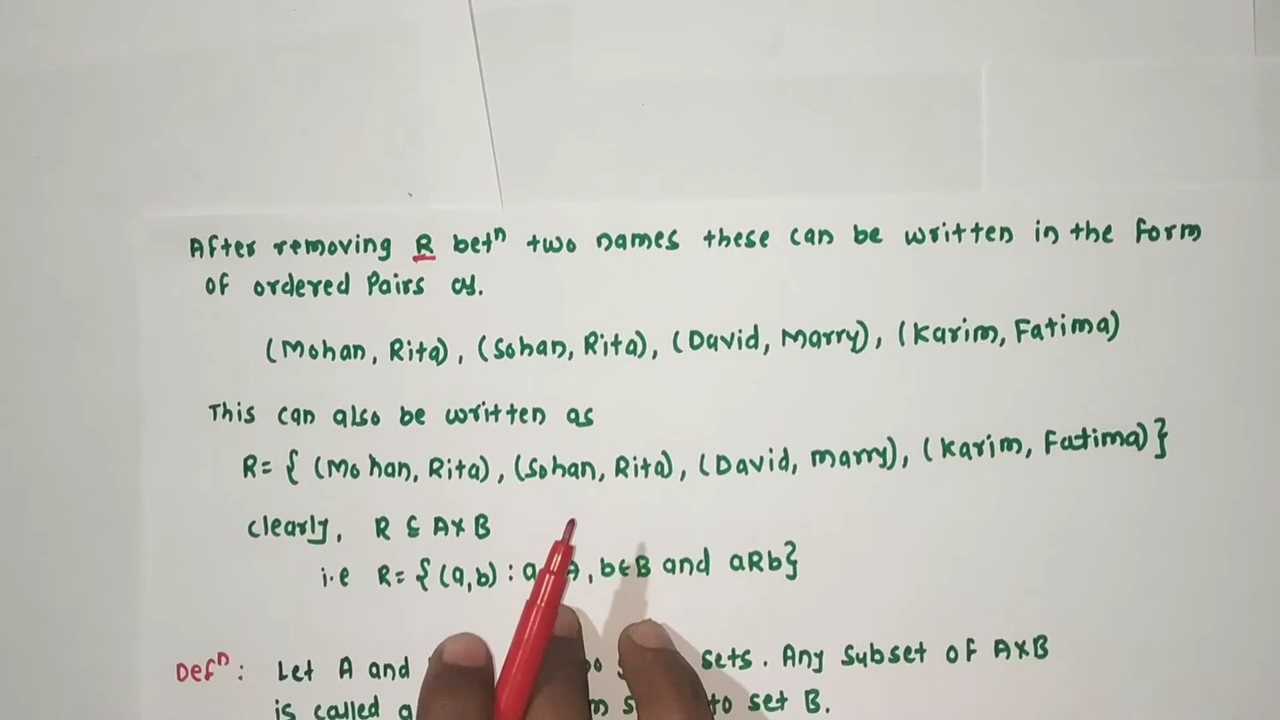 After removing R betⁿ two names these can be written in the form
of ordered Pairs as.
(Mohan, Rita), (Sohan, Rita), (David, Marry), (Karim, Fatima)
This can also be written as
R= { (Mohan, Rita), (Sohan, Rita), (David, marry), (Karim, Fatima)}
clearly, R ⊆ A×B
i.e R= {(a,b) : a A, b∈B and aRb}
Defⁿ: Let A and sets. Any Subset of A×B
is called to set B.